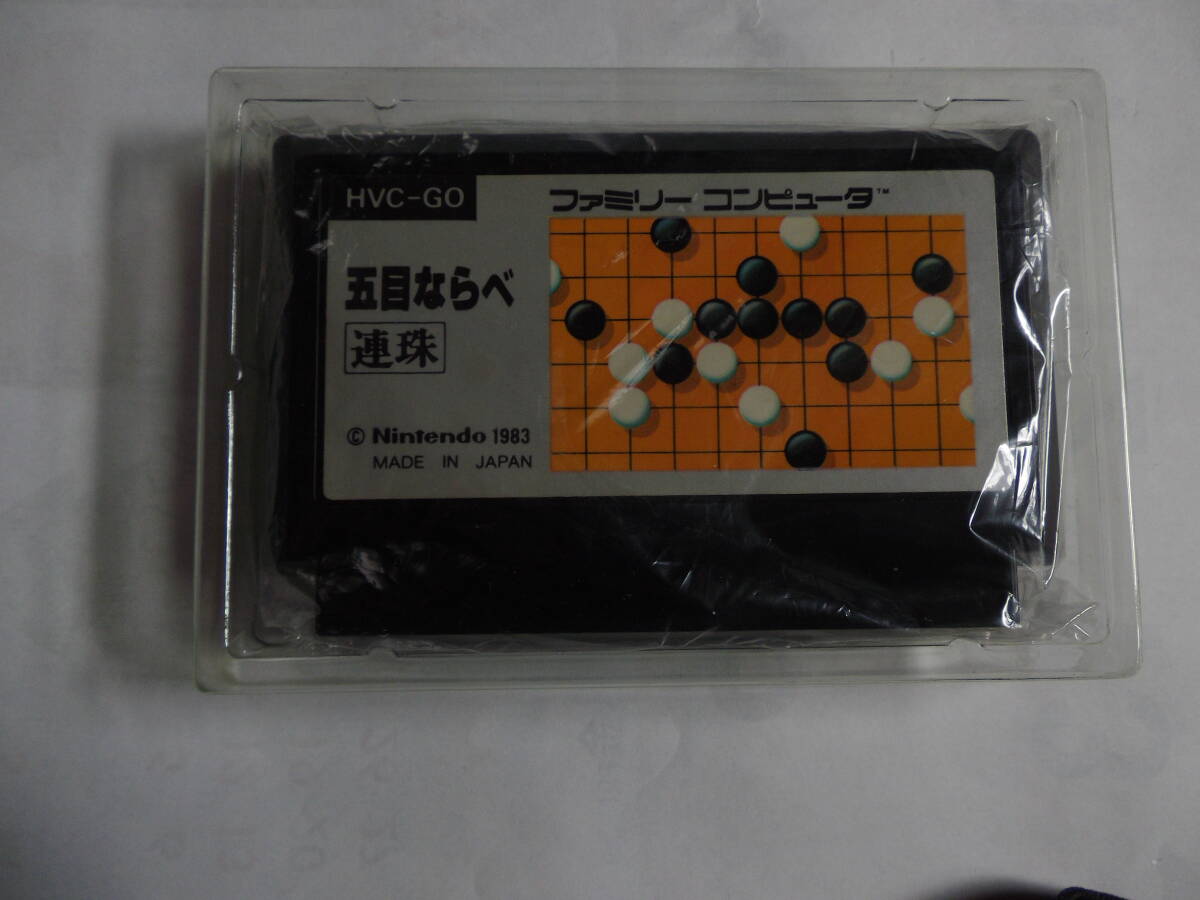 HVC-GO
ファミリー コンピュータ™
五目ならべ
連珠
© Nintendo 1983
MADE IN JAPAN